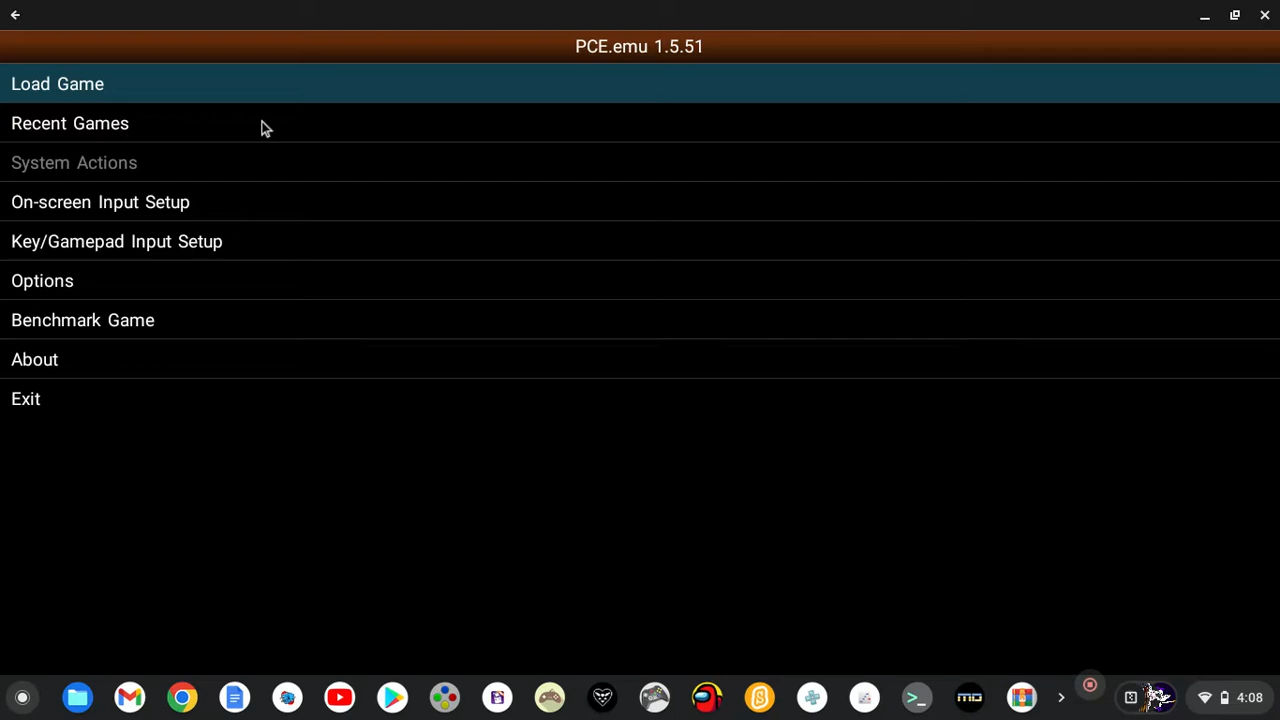 PCE.emu 1.5.51
Load Game
Recent Games
System Actions
On-screen Input Setup
Key/Gamepad Input Setup
Options
Benchmark Game
About
Exit
4:08